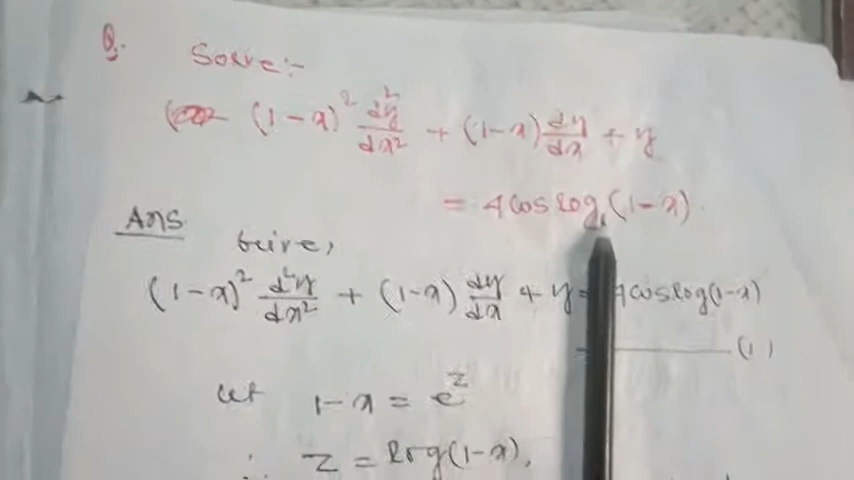 Q. Solve:-
(1-x)² d²y/dx² + (1-x) dy/dx + y
= 4 cos log (1-x).
Ans
Give,
(1-x)² d²y/dx² + (1-x) dy/dx + y = 4 cos log (1-x)
(1)
let 1-x = e^z
∴ z = log(1-x),